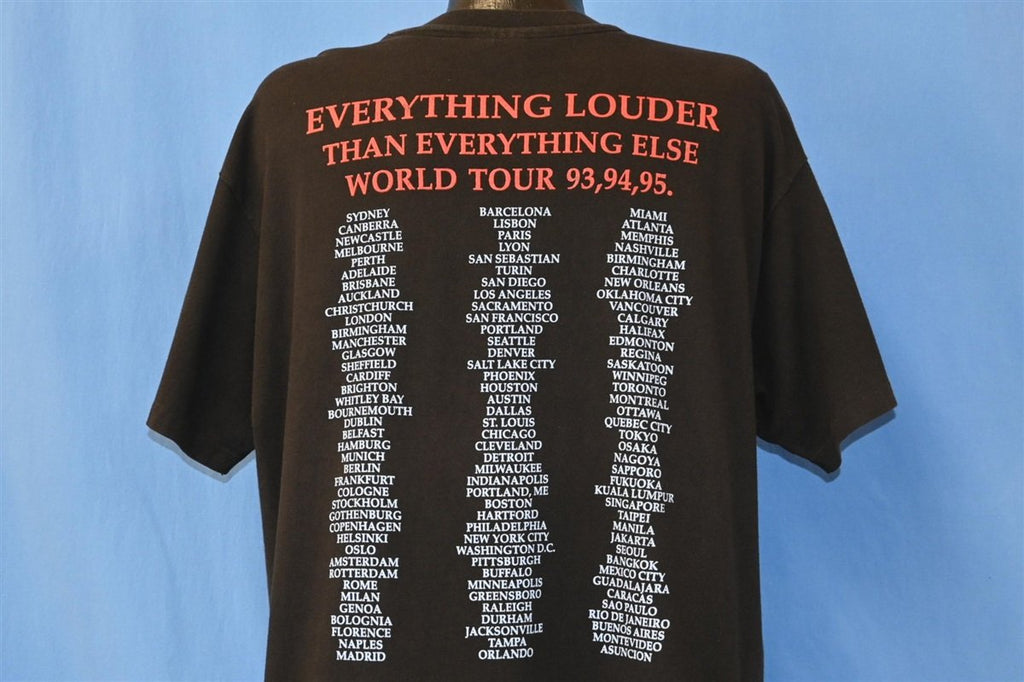 EVERYTHING LOUDER
THAN EVERYTHING ELSE
WORLD TOUR 93,94,95.
SYDNEY
CANBERRA
NEWCASTLE
MELBOURNE
PERTH
ADELAIDE
BRISBANE
AUCKLAND
CHRISTCHURCH
LONDON
BIRMINGHAM
MANCHESTER
GLASGOW
SHEFFIELD
CARDIFF
BRIGHTON
WHITLEY BAY
BOURNEMOUTH
DUBLIN
BELFAST
HAMBURG
MUNICH
BERLIN
FRANKFURT
COLOGNE
STOCKHOLM
GOTHENBURG
COPENHAGEN
HELSINKI
OSLO
AMSTERDAM
ROTTERDAM
ROME
MILAN
GENOA
BOLOGNIA
FLORENCE
NAPLES
MADRID
BARCELONA
LISBON
PARIS
LYON
SAN SEBASTIAN
TURIN
SAN DIEGO
LOS ANGELES
SACRAMENTO
SAN FRANCISCO
PORTLAND
SEATTLE
DENVER
SALT LAKE CITY
PHOENIX
HOUSTON
AUSTIN
DALLAS
ST. LOUIS
CHICAGO
CLEVELAND
DETROIT
MILWAUKEE
INDIANAPOLIS
PORTLAND, ME
BOSTON
HARTFORD
PHILADELPHIA
NEW YORK CITY
WASHINGTON D.C.
PITTSBURGH
BUFFALO
MINNEAPOLIS
GREENSBORO
RALEIGH
DURHAM
JACKSONVILLE
TAMPA
ORLANDO
MIAMI
ATLANTA
MEMPHIS
NASHVILLE
BIRMINGHAM
CHARLOTTE
NEW ORLEANS
OKLAHOMA CITY
VANCOUVER
CALGARY
HALIFAX
EDMONTON
REGINA
SASKATOON
WINNIPEG
TORONTO
MONTREAL
OTTAWA
QUEBEC CITY
TOKYO
OSAKA
NAGOYA
SAPPORO
FUKUOKA
KUALA LUMPUR
SINGAPORE
TAIPEI
MANILA
JAKARTA
SEOUL
BANGKOK
MEXICO CITY
GUADALAJARA
CARACAS
SAO PAULO
RIO DE JANEIRO
BUENOS AIRES
MONTEVIDEO
ASUNCION